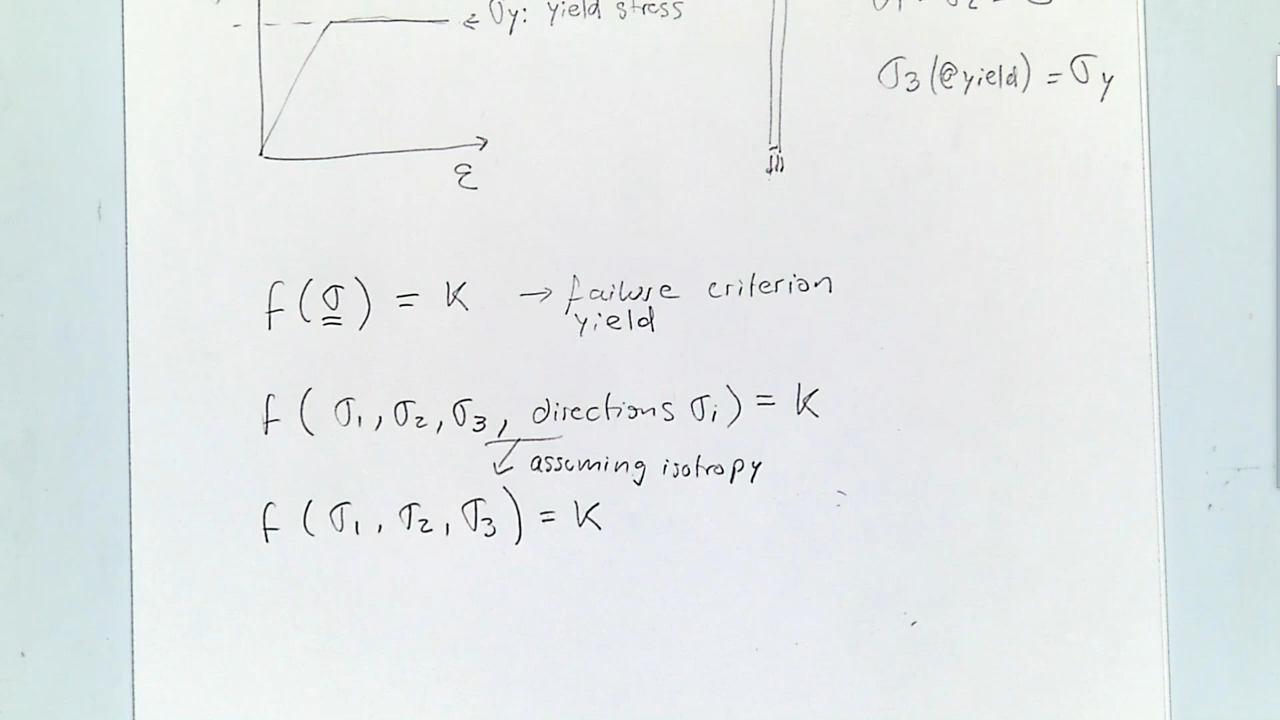 ← σy: yield stress
σ3 (@yield) = σy
ε
f(σ) = K → failure criterion
yield
f ( σ1, σ2, σ3, directions σi) = K
↙ assuming isotropy
f ( σ1, σ2, σ3 ) = K